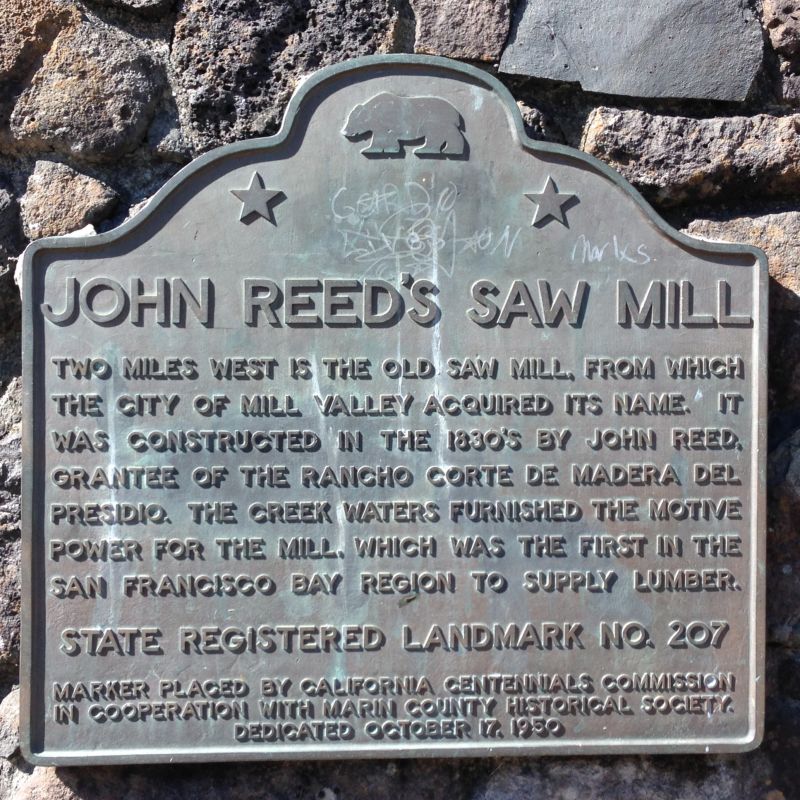 Marks
JOHN REED'S SAW MILL
TWO MILES WEST IS THE OLD SAW MILL, FROM WHICH
THE CITY OF MILL VALLEY ACQUIRED ITS NAME. IT
WAS CONSTRUCTED IN THE 1830'S BY JOHN REED,
GRANTEE OF THE RANCHO CORTE DE MADERA DEL
PRESIDIO. THE CREEK WATERS FURNISHED THE MOTIVE
POWER FOR THE MILL, WHICH WAS THE FIRST IN THE
SAN FRANCISCO BAY REGION TO SUPPLY LUMBER.
STATE REGISTERED LANDMARK NO. 207
MARKER PLACED BY CALIFORNIA CENTENNIALS COMMISSION
IN COOPERATION WITH MARIN COUNTY HISTORICAL SOCIETY.
DEDICATED OCTOBER 17, 1950